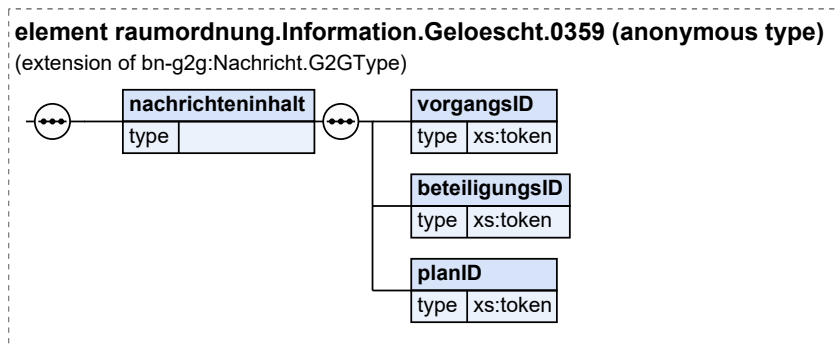 element raumordnung.Information.Geloescht.0359 (anonymous type)
(extension of bn-g2g:Nachricht.G2GType)
nachrichteninhalt
type
vorgangsID
type xs:token
beteiligungsID
type xs:token
planID
type xs:token